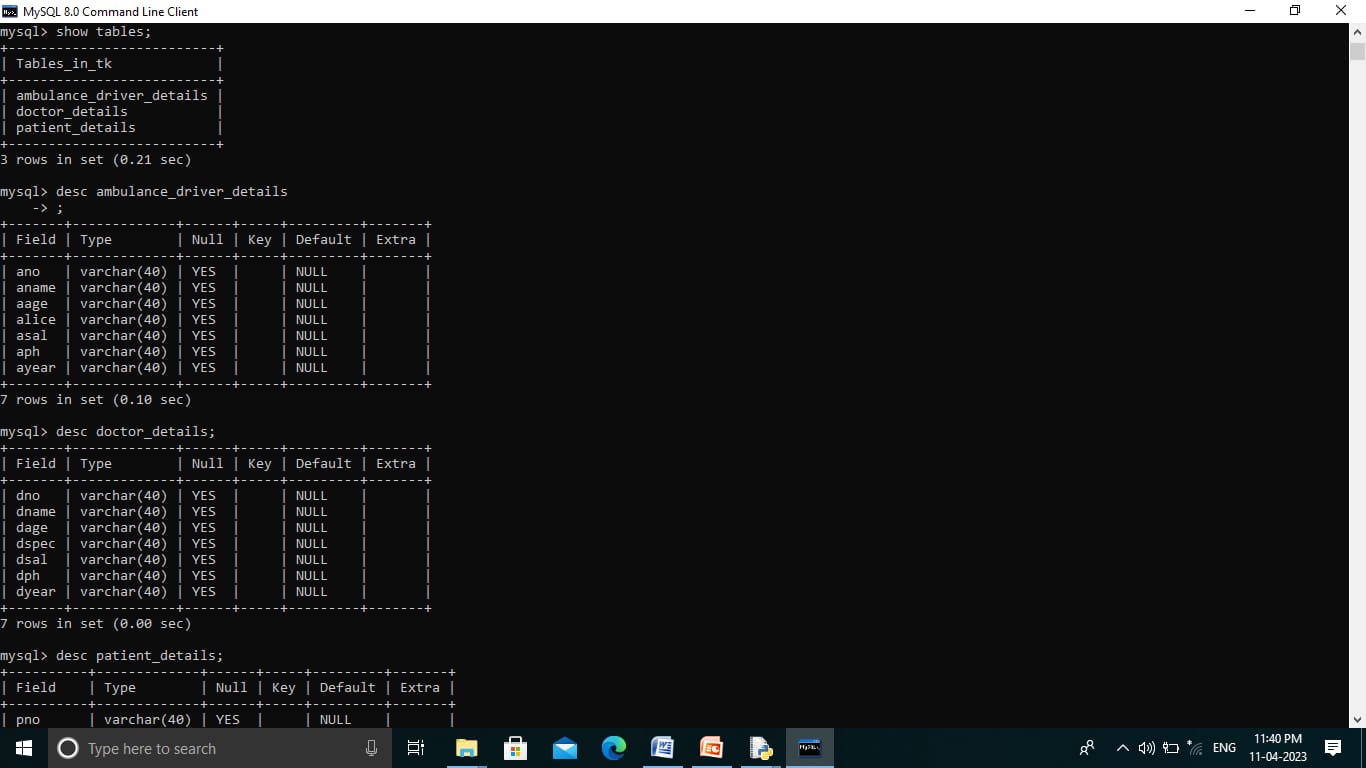 MySQL 8.0 Command Line Client
mysql> show tables;
+--------------------------+
| Tables_in_tk             |
+--------------------------+
| ambulance_driver_details |
| doctor_details           |
| patient_details          |
+--------------------------+
3 rows in set (0.21 sec)
mysql> desc ambulance_driver_details
    -> ;
+-------+-------------+------+-----+---------+-------+
| Field | Type        | Null | Key | Default | Extra |
+-------+-------------+------+-----+---------+-------+
| ano   | varchar(40) | YES  |     | NULL    |       |
| aname | varchar(40) | YES  |     | NULL    |       |
| aage  | varchar(40) | YES  |     | NULL    |       |
| alice | varchar(40) | YES  |     | NULL    |       |
| asal  | varchar(40) | YES  |     | NULL    |       |
| aph   | varchar(40) | YES  |     | NULL    |       |
| ayear | varchar(40) | YES  |     | NULL    |       |
+-------+-------------+------+-----+---------+-------+
7 rows in set (0.10 sec)
mysql> desc doctor_details;
+-------+-------------+------+-----+---------+-------+
| Field | Type        | Null | Key | Default | Extra |
+-------+-------------+------+-----+---------+-------+
| dno   | varchar(40) | YES  |     | NULL    |       |
| dname | varchar(40) | YES  |     | NULL    |       |
| dage  | varchar(40) | YES  |     | NULL    |       |
| dspec | varchar(40) | YES  |     | NULL    |       |
| dsal  | varchar(40) | YES  |     | NULL    |       |
| dph   | varchar(40) | YES  |     | NULL    |       |
| dyear | varchar(40) | YES  |     | NULL    |       |
+-------+-------------+------+-----+---------+-------+
7 rows in set (0.00 sec)
mysql> desc patient_details;
+----------+-------------+------+-----+---------+-------+
| Field    | Type        | Null | Key | Default | Extra |
+----------+-------------+------+-----+---------+-------+
| pno      | varchar(40) | YES  |     | NULL    |       |
Type here to search
ENG
11:40 PM
11-04-2023